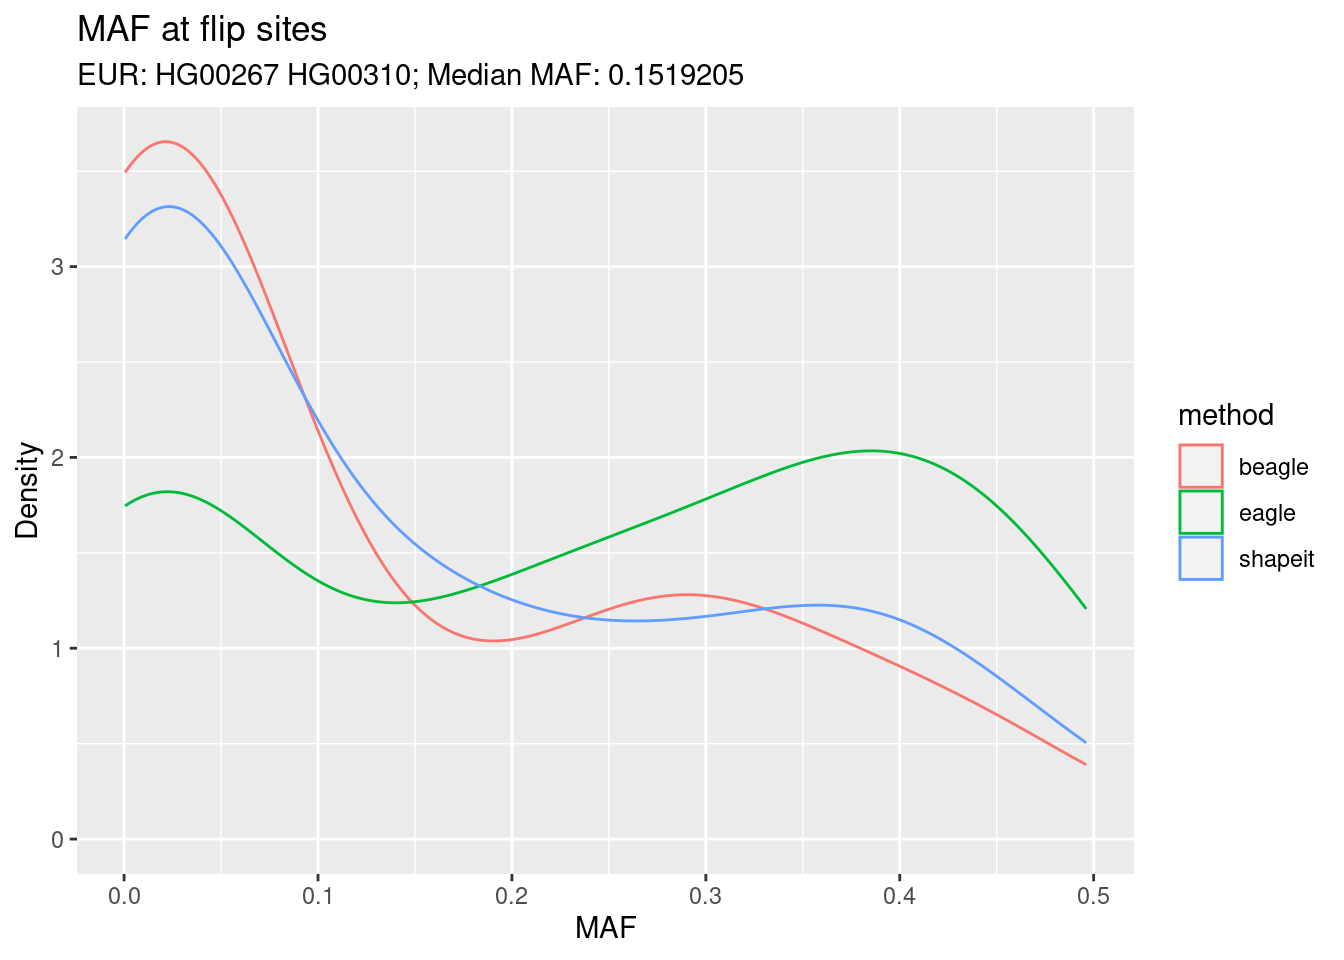 MAF at flip sites
EUR: HG00267 HG00310; Median MAF: 0.1519205
Density
3
2
1
0
0.0 0.1 0.2 0.3 0.4 0.5
MAF
method
beagle
eagle
shapeit